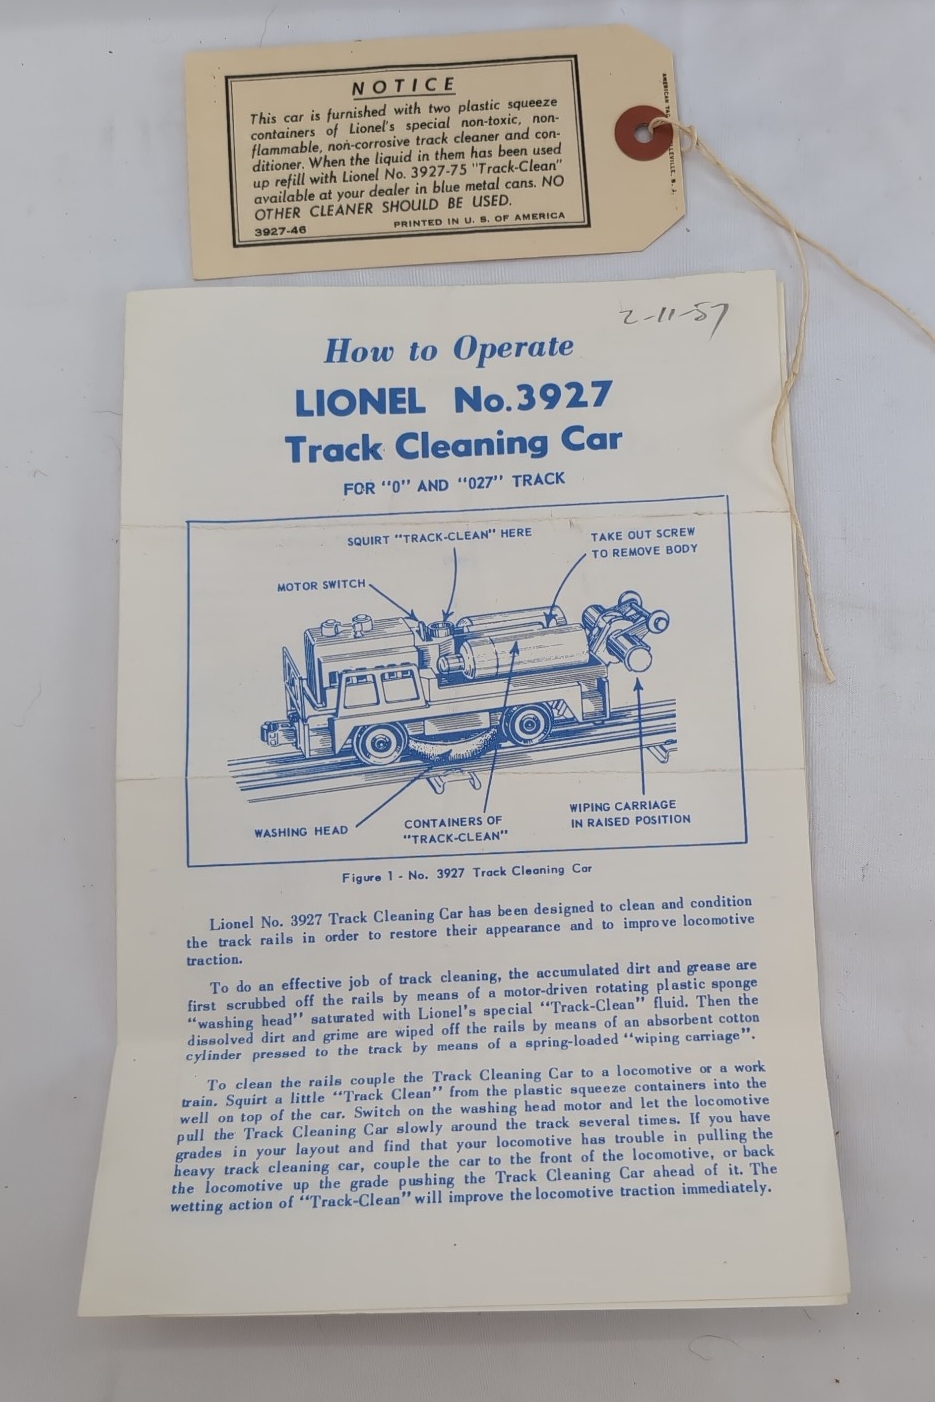 NOTICE
This car is furnished with two plastic squeeze
containers of Lionel's special non-toxic, non-
flammable, non-corrosive track cleaner and con-
ditioner. When the liquid in them has been used
up refill with Lionel No. 3927-75 "Track-Clean"
available at your dealer in blue metal cans. NO
OTHER CLEANER SHOULD BE USED.
3927-46 PRINTED IN U. S. OF AMERICA
AMERICAN TAG
N. J.
2-11-57
How to Operate
LIONEL No.3927
Track Cleaning Car
FOR "0" AND "027" TRACK
SQUIRT "TRACK-CLEAN" HERE
TAKE OUT SCREW
TO REMOVE BODY
MOTOR SWITCH
WASHING HEAD
CONTAINERS OF
"TRACK-CLEAN"
WIPING CARRIAGE
IN RAISED POSITION
Figure 1 - No. 3927 Track Cleaning Car
Lionel No. 3927 Track Cleaning Car has been designed to clean and condition
the track rails in order to restore their appearance and to improve locomotive
traction.
To do an effective job of track cleaning, the accumulated dirt and grease are
first scrubbed off the rails by means of a motor-driven rotating plastic sponge
"washing head" saturated with Lionel's special "Track-Clean" fluid. Then the
dissolved dirt and grime are wiped off the rails by means of an absorbent cotton
cylinder pressed to the track by means of a spring-loaded "wiping carriage".
To clean the rails couple the Track Cleaning Car to a locomotive or a work
train. Squirt a little "Track Clean" from the plastic squeeze containers into the
well on top of the car. Switch on the washing head motor and let the locomotive
pull the Track Cleaning Car slowly around the track several times. If you have
grades in your layout and find that your locomotive has trouble in pulling the
heavy track cleaning car, couple the car to the front of the locomotive, or back
the locomotive up the grade pushing the Track Cleaning Car ahead of it. The
wetting action of "Track-Clean" will improve the locomotive traction immediately.